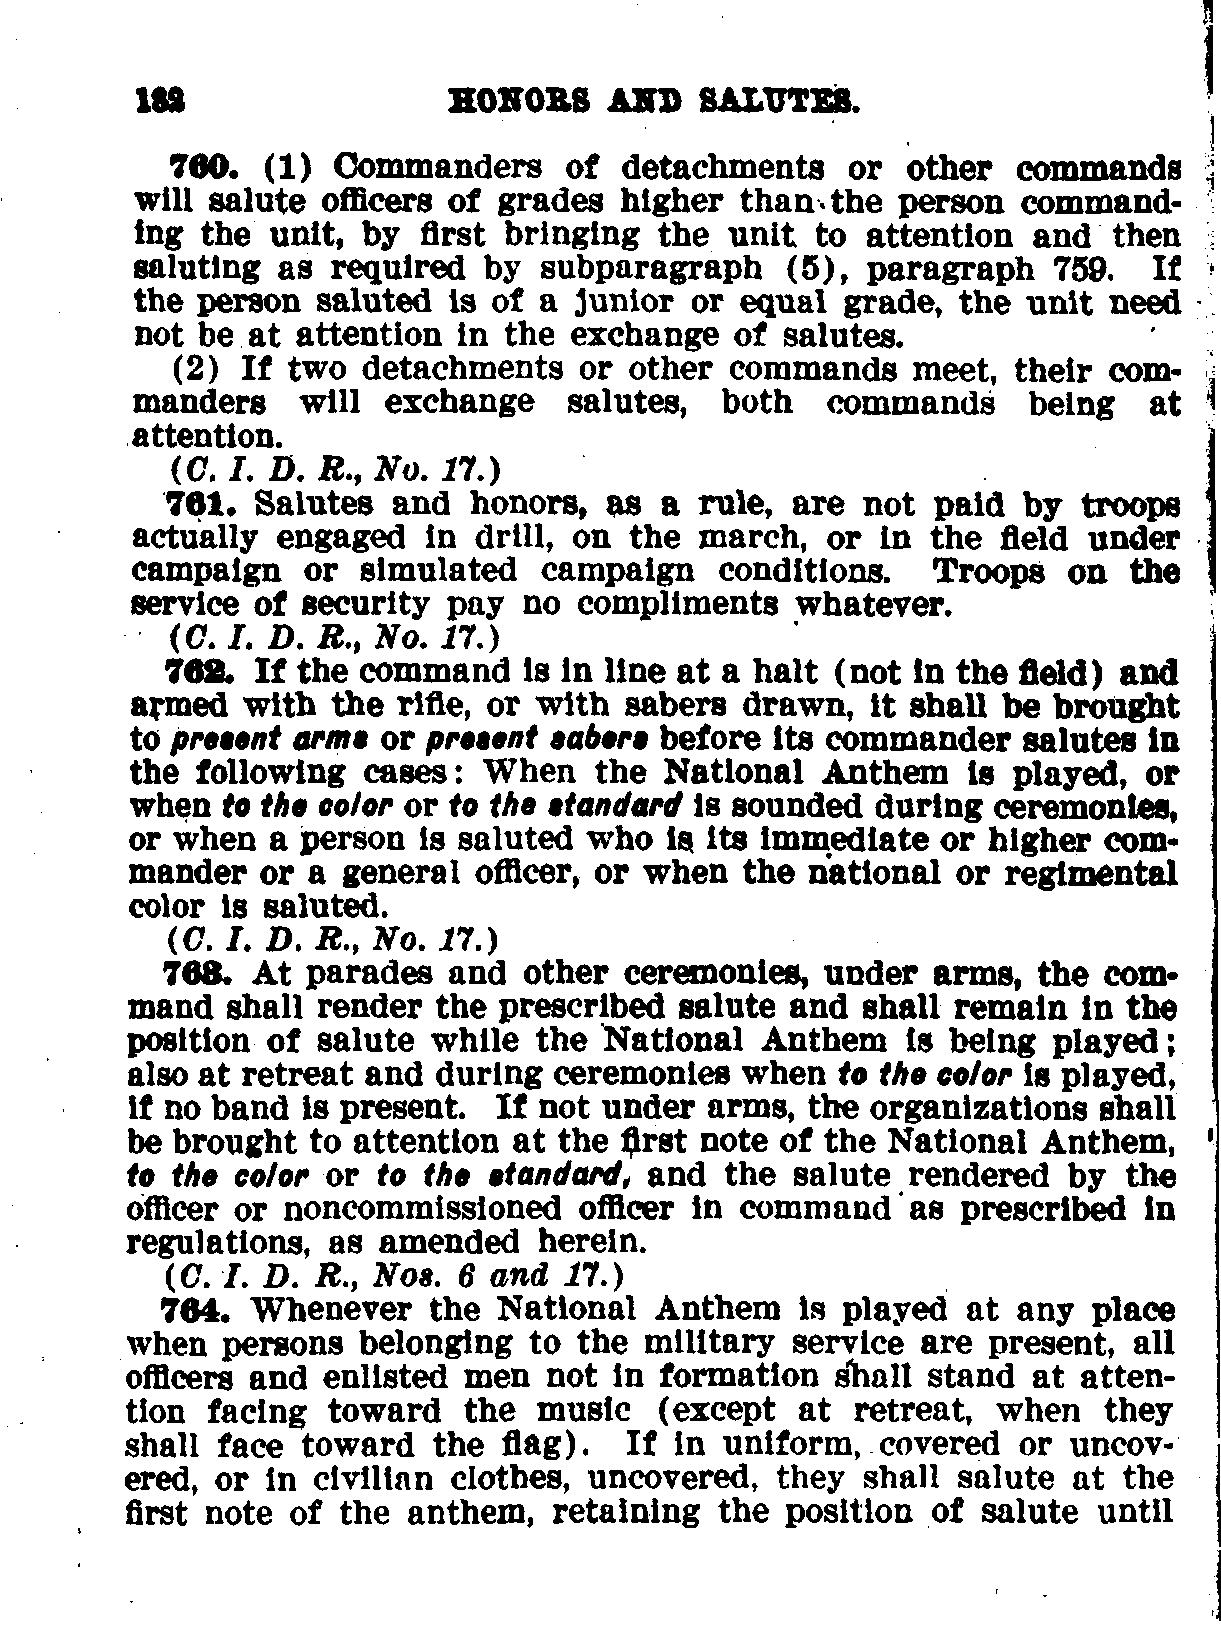 182 HONORS AND SALUTES.
760. (1) Commanders of detachments or other commands
will salute officers of grades higher than the person command-
ing the unit, by first bringing the unit to attention and then
saluting as required by subparagraph (5), paragraph 759. If
the person saluted is of a junior or equal grade, the unit need
not be at attention in the exchange of salutes.
(2) If two detachments or other commands meet, their com-
manders will exchange salutes, both commands being at
attention.
(C. I. D. R., No. 17.)
761. Salutes and honors, as a rule, are not paid by troops
actually engaged in drill, on the march, or in the field under
campaign or simulated campaign conditions. Troops on the
service of security pay no compliments whatever.
(C. I. D. R., No. 17.)
762. If the command is in line at a halt (not in the field) and
armed with the rifle, or with sabers drawn, it shall be brought
to present arms or present sabers before its commander salutes in
the following cases: When the National Anthem is played, or
when to the color or to the standard is sounded during ceremonies,
or when a person is saluted who is its immediate or higher com-
mander or a general officer, or when the national or regimental
color is saluted.
(C. I. D. R., No. 17.)
763. At parades and other ceremonies, under arms, the com-
mand shall render the prescribed salute and shall remain in the
position of salute while the National Anthem is being played;
also at retreat and during ceremonies when to the color is played,
if no band is present. If not under arms, the organizations shall
be brought to attention at the first note of the National Anthem,
to the color or to the standard, and the salute rendered by the
officer or noncommissioned officer in command as prescribed in
regulations, as amended herein.
(C. I. D. R., Nos. 6 and 17.)
764. Whenever the National Anthem is played at any place
when persons belonging to the military service are present, all
officers and enlisted men not in formation shall stand at atten-
tion facing toward the music (except at retreat, when they
shall face toward the flag). If in uniform, covered or uncov-
ered, or in civilian clothes, uncovered, they shall salute at the
first note of the anthem, retaining the position of salute until